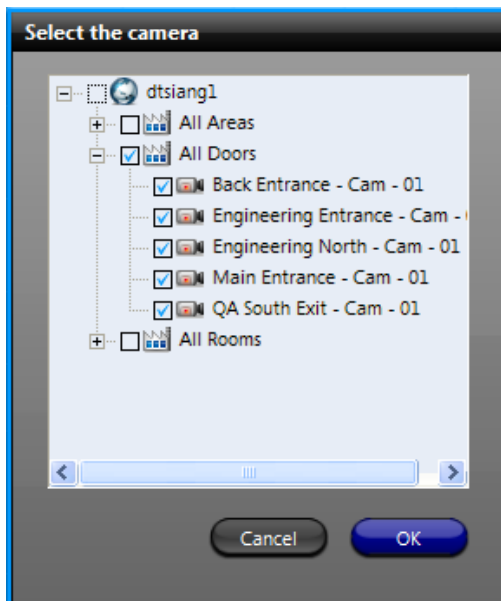 Select the camera
dtsiang1
All Areas
All Doors
Back Entrance - Cam - 01
Engineering Entrance - Cam -
Engineering North - Cam - 01
Main Entrance - Cam - 01
QA South Exit - Cam - 01
All Rooms
Cancel OK